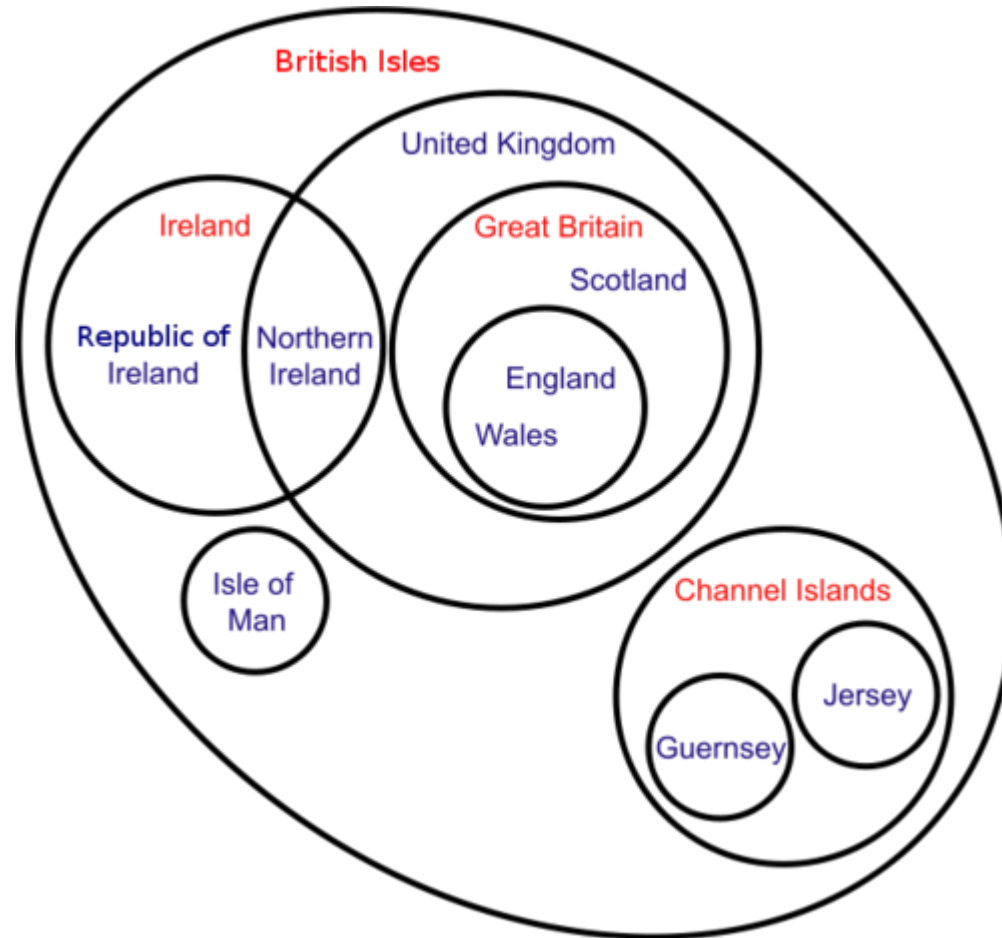 British Isles
United Kingdom
Ireland
Great Britain
Scotland
Republic of
Ireland
Northern
Ireland
England
Wales
Isle of
Man
Channel Islands
Jersey
Guernsey